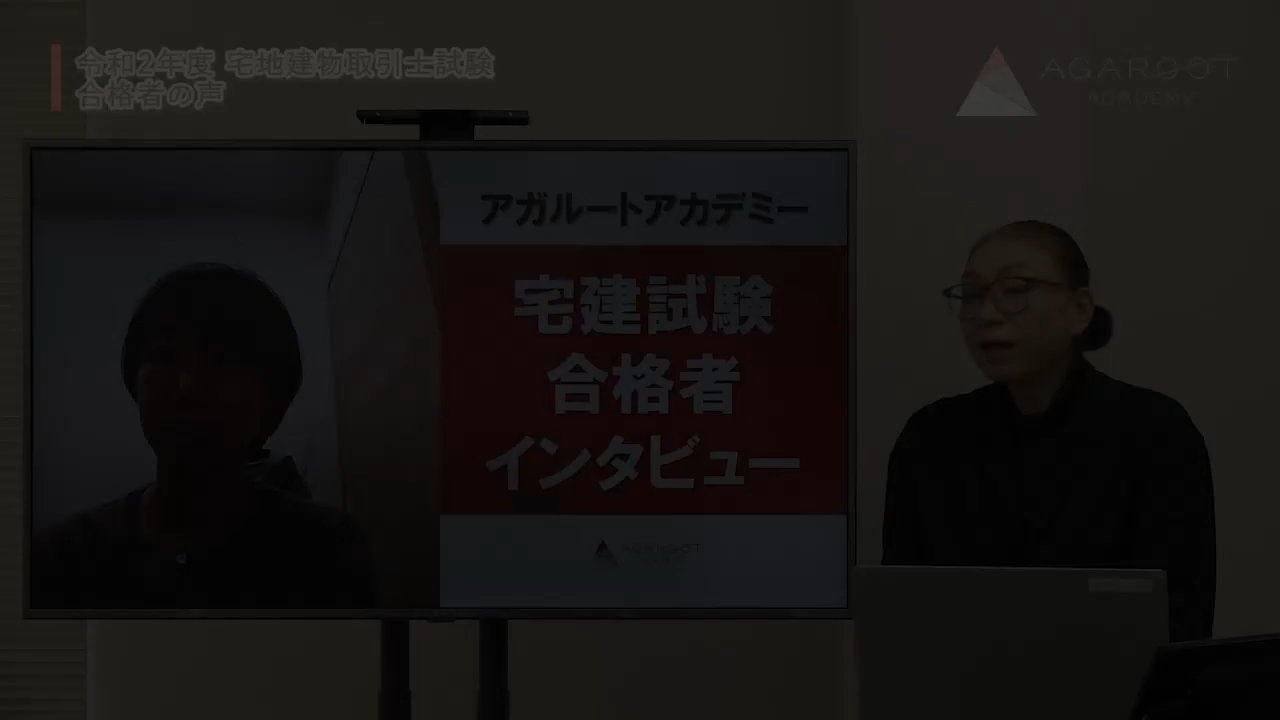 令和2年度 宅地建物取引士試験
合格者の声
AGAROOT
ACADEMY
アガルートアカデミー
宅建試験
合格者
インタビュー
AGAROOT